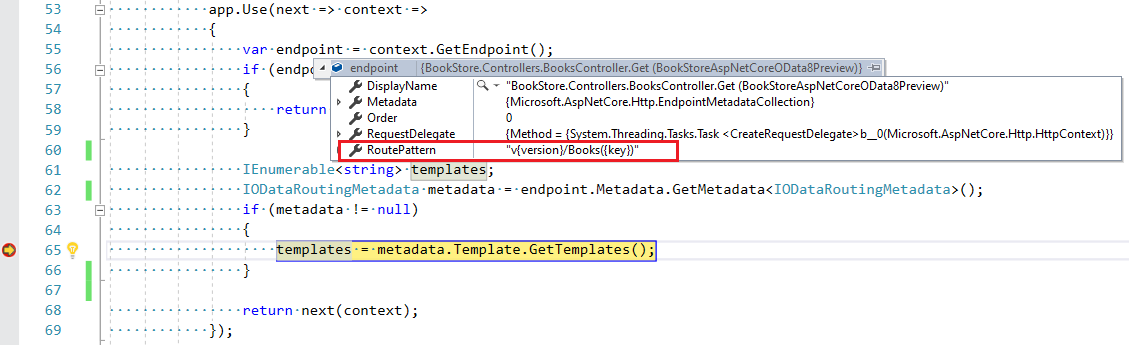 53 app.Use(next => context =>
54 {
55 var endpoint = context.GetEndpoint();
56 if (endp
endpoint {BookStore.Controllers.BooksController.Get (BookStoreAspNetCoreOData8Preview)}
57 {
DisplayName "BookStore.Controllers.BooksController.Get (BookStoreAspNetCoreOData8Preview)"
Metadata {Microsoft.AspNetCore.Http.EndpointMetadataCollection}
58 return
Order 0
59 }
RequestDelegate {Method = {System.Threading.Tasks.Task <CreateRequestDelegate>b__0(Microsoft.AspNetCore.Http.HttpContext)}}
60
RoutePattern "v{version}/Books({key})"
61 IEnumerable<string> templates;
62 IODataRoutingMetadata metadata = endpoint.Metadata.GetMetadata<IODataRoutingMetadata>();
63 if (metadata != null)
64 {
65 templates = metadata.Template.GetTemplates();
66 }
67
68 return next(context);
69 });